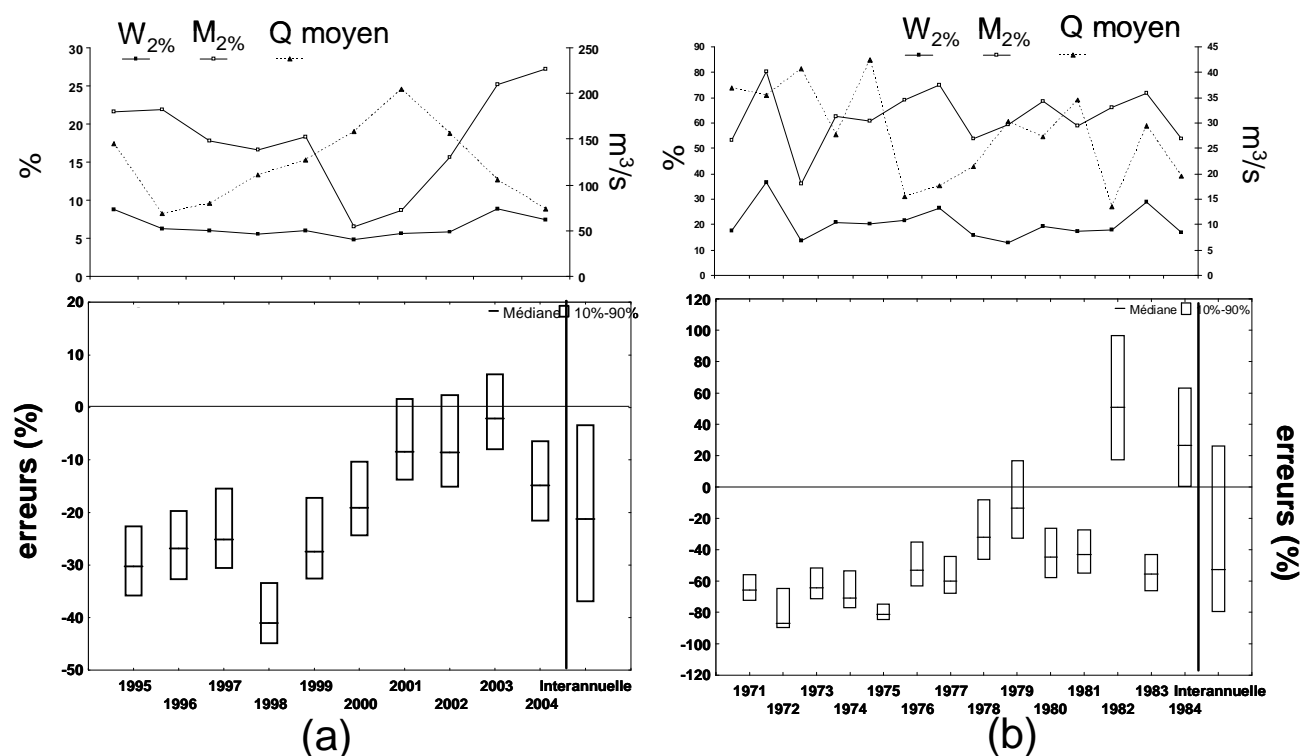 W2% M2% Q moyen
30 25 20 15 10 5 0
%
250 200 150 100 50 0
m³/s
W2% M2% Q moyen
90 80 70 60 50 40 30 20 10 0
%
45 40 35 30 25 20 15 10 5 0
m³/s
20 10 0 -10 -20 -30 -40 -50
erreurs (%)
Médiane 10%-90%
1995 1997 1999 2001 2003 Interannuelle
1996 1998 2000 2002 2004
(a)
120 100 80 60 40 20 0 -20 -40 -60 -80 -100 -120
Médiane 10%-90%
erreurs (%)
1971 1973 1975 1977 1979 1981 1983 Interannuelle
1972 1974 1976 1978 1980 1982 1984
(b)